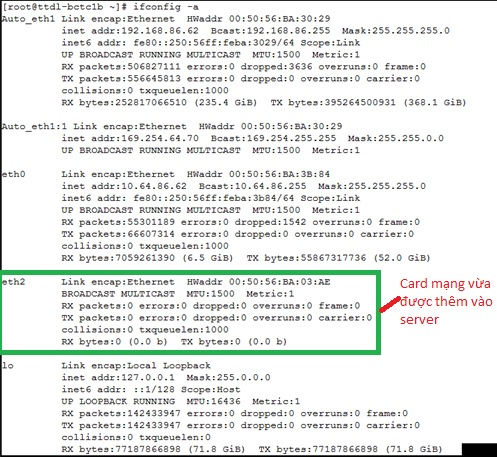 [root@ttdl-bctc1b ~]# ifconfig -a
Auto_eth1 Link encap:Ethernet  HWaddr 00:50:56:BA:30:29
inet addr:192.168.86.62  Bcast:192.168.86.255  Mask:255.255.255.0
inet6 addr: fe80::250:56ff:feba:3029/64 Scope:Link
UP BROADCAST RUNNING MULTICAST  MTU:1500  Metric:1
RX packets:506827111 errors:0 dropped:3636 overruns:0 frame:0
TX packets:556645813 errors:0 dropped:0 overruns:0 carrier:0
collisions:0 txqueuelen:1000
RX bytes:252817066510 (235.4 GiB)  TX bytes:395264500931 (368.1 GiB)
Auto_eth1:1 Link encap:Ethernet  HWaddr 00:50:56:BA:30:29
inet addr:169.254.64.70  Bcast:169.254.255.255  Mask:255.255.0.0
UP BROADCAST RUNNING MULTICAST  MTU:1500  Metric:1
eth0      Link encap:Ethernet  HWaddr 00:50:56:BA:3B:84
inet addr:10.64.86.62  Bcast:10.64.86.255  Mask:255.255.255.0
inet6 addr: fe80::250:56ff:feba:3b84/64 Scope:Link
UP BROADCAST RUNNING MULTICAST  MTU:1500  Metric:1
RX packets:55301189 errors:0 dropped:1542 overruns:0 frame:0
TX packets:66607314 errors:0 dropped:0 overruns:0 carrier:0
collisions:0 txqueuelen:1000
RX bytes:7059261390 (6.5 GiB)  TX bytes:55867317736 (52.0 GiB)
eth2      Link encap:Ethernet  HWaddr 00:50:56:BA:03:AE
BROADCAST MULTICAST  MTU:1500  Metric:1
RX packets:0 errors:0 dropped:0 overruns:0 frame:0
TX packets:0 errors:0 dropped:0 overruns:0 carrier:0
collisions:0 txqueuelen:1000
RX bytes:0 (0.0 b)  TX bytes:0 (0.0 b)
Card mạng vừa
được thêm vào
server
lo        Link encap:Local Loopback
inet addr:127.0.0.1  Mask:255.0.0.0
inet6 addr: ::1/128 Scope:Host
UP LOOPBACK RUNNING  MTU:16436  Metric:1
RX packets:142433947 errors:0 dropped:0 overruns:0 frame:0
TX packets:142433947 errors:0 dropped:0 overruns:0 carrier:0
collisions:0 txqueuelen:0
RX bytes:77187866898 (71.8 GiB)  TX bytes:77187866898 (71.8 GiB)